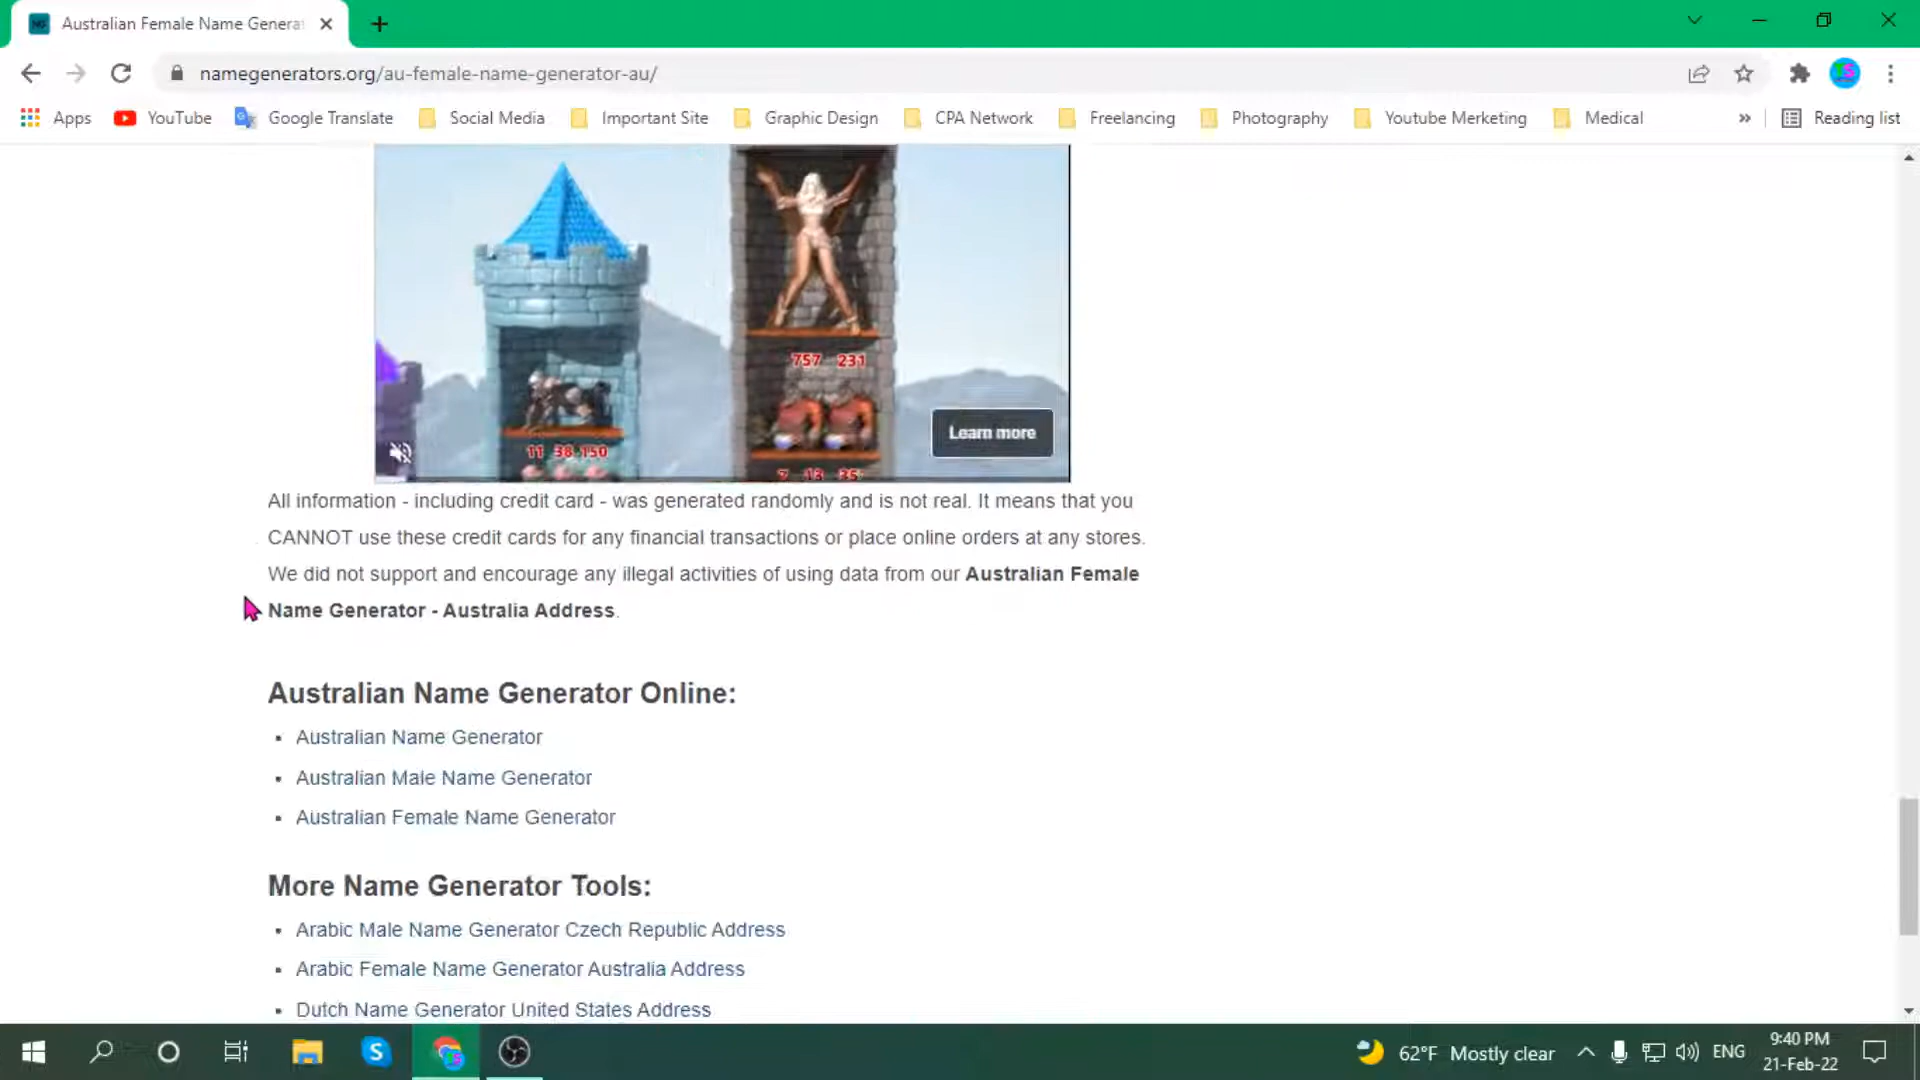 Australian Female Name Genera
namegenerators.org/au-female-name-generator-au/
Apps
YouTube
Google Translate
Social Media
Important Site
Graphic Design
CPA Network
Freelancing
Photography
Youtube Merketing
Medical
»
Reading list
757 231
11 38 150
7 13 35
Learn more
All information - including credit card - was generated randomly and is not real. It means that you
CANNOT use these credit cards for any financial transactions or place online orders at any stores.
We did not support and encourage any illegal activities of using data from our Australian Female
Name Generator - Australia Address.
Australian Name Generator Online:
Australian Name Generator
Australian Male Name Generator
Australian Female Name Generator
More Name Generator Tools:
Arabic Male Name Generator Czech Republic Address
Arabic Female Name Generator Australia Address
Dutch Name Generator United States Address
62°F Mostly clear
ENG
9:40 PM
21-Feb-22